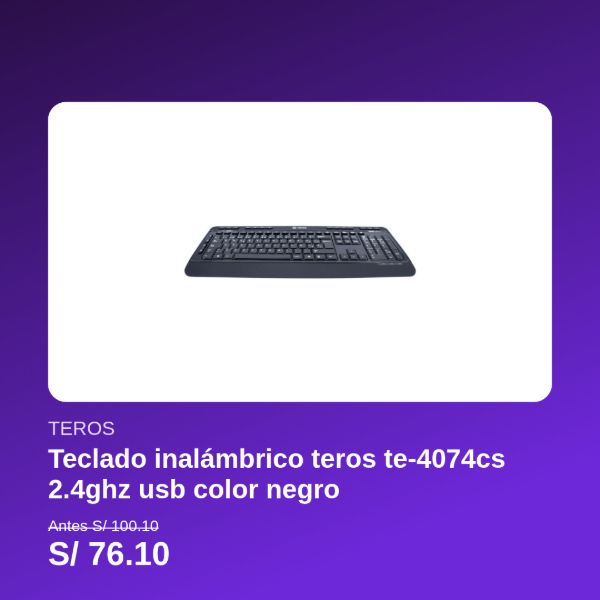 TEROS
Teclado inalámbrico teros te-4074cs
2.4ghz usb color negro
Antes S/ 100.10
S/ 76.10